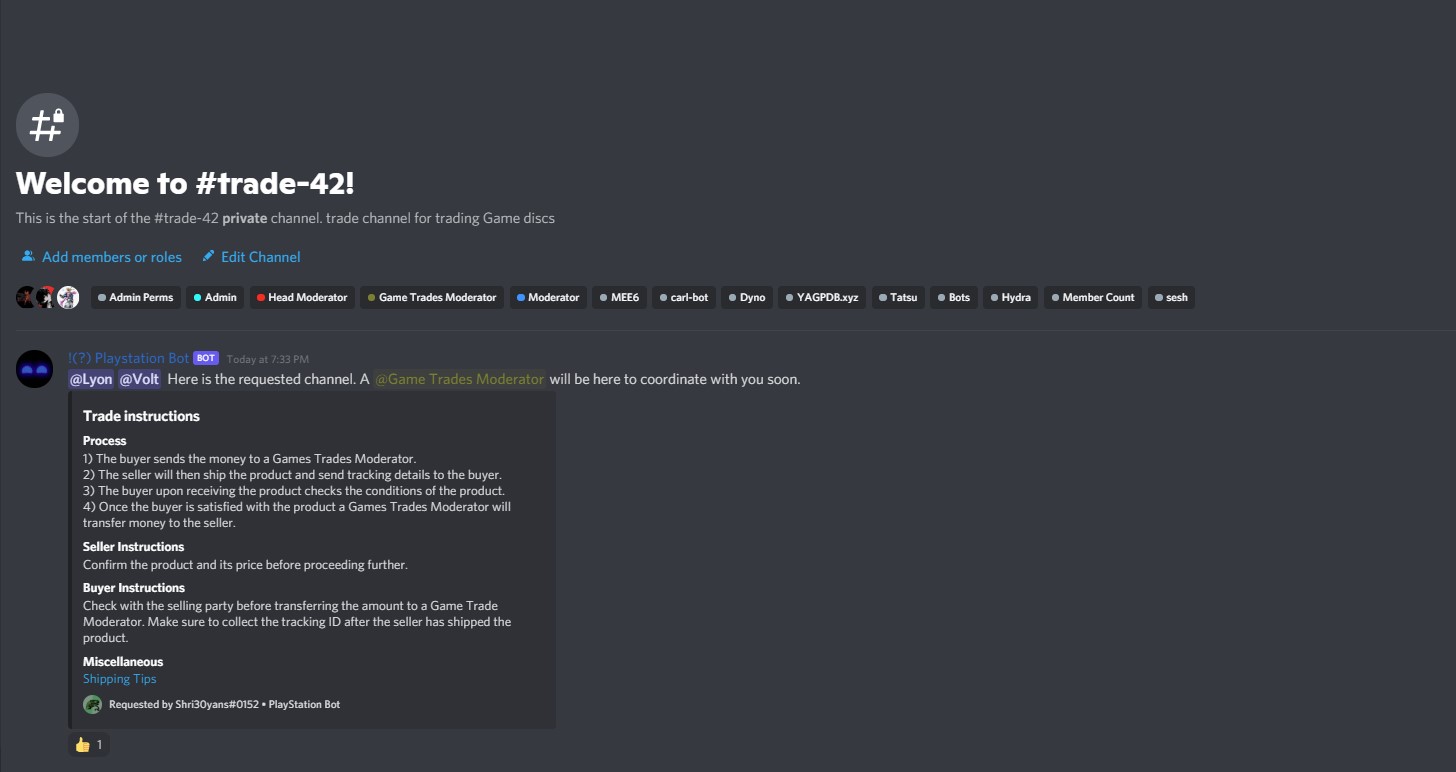 Welcome to #trade-42!
This is the start of the #trade-42 private channel. trade channel for trading Game discs
Add members or roles Edit Channel
Admin Perms Admin Head Moderator Game Trades Moderator Moderator MEE6 carl-bot Dyno YAGPDB.xyz Tatsu Bots Hydra Member Count sesh
!(?) Playstation Bot BOT Today at 7:33 PM
@Lyon @Volt Here is the requested channel. A @Game Trades Moderator will be here to coordinate with you soon.
Trade instructions
Process
1) The buyer sends the money to a Games Trades Moderator.
2) The seller will then ship the product and send tracking details to the buyer.
3) The buyer upon receiving the product checks the conditions of the product.
4) Once the buyer is satisfied with the product a Games Trades Moderator will
transfer money to the seller.
Seller Instructions
Confirm the product and its price before proceeding further.
Buyer Instructions
Check with the selling party before transferring the amount to a Game Trade
Moderator. Make sure to collect the tracking ID after the seller has shipped the
product.
Miscellaneous
Shipping Tips
Requested by Shri30yans#0152 • PlayStation Bot
👍 1